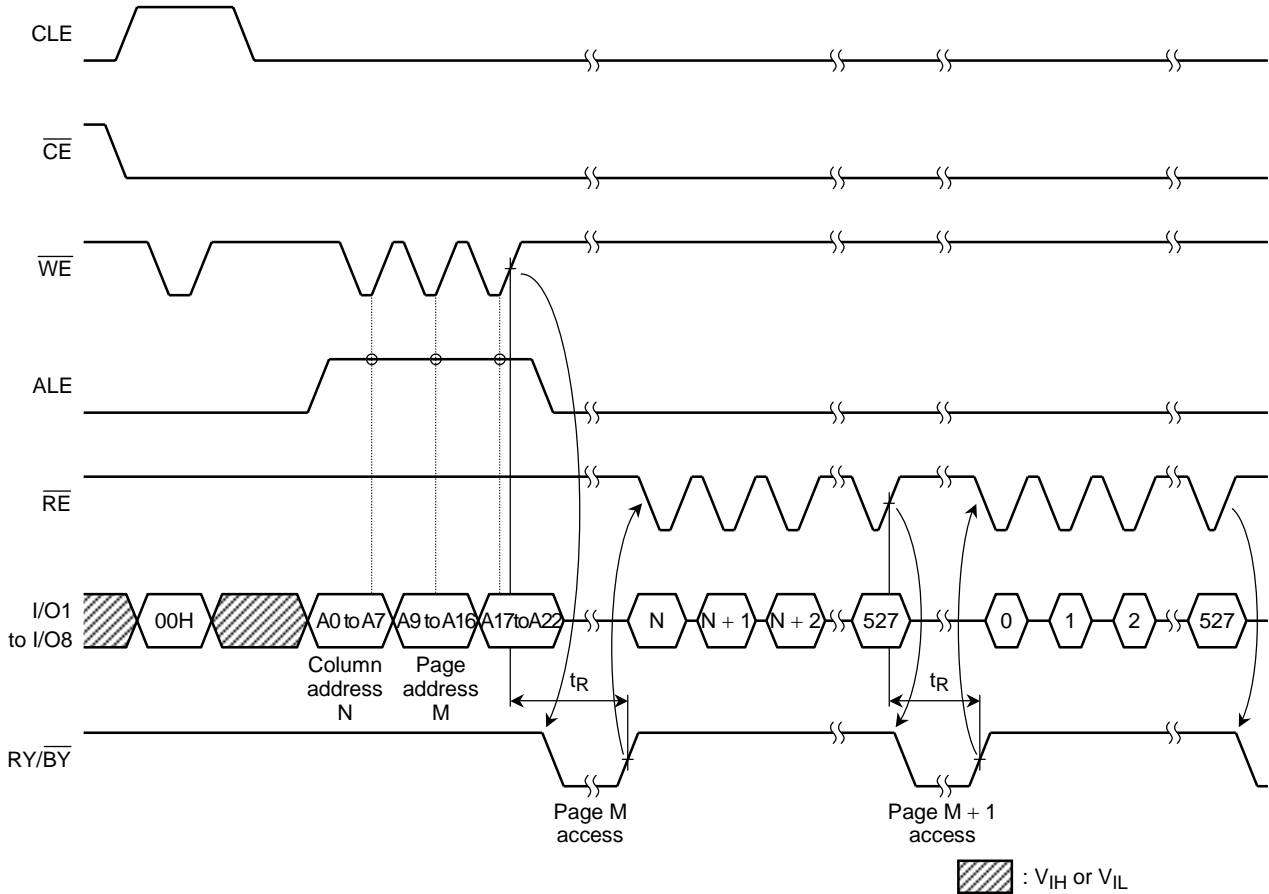 CLE
CE
WE
ALE
RE
I/O1
to I/O8
00H
A0 to A7
A9 to A16
A17 to A22
N
N + 1
N + 2
527
0
1
2
527
Column
address
N
Page
address
M
tR
tR
RY/BY
Page M
access
Page M + 1
access
: VIH or VIL